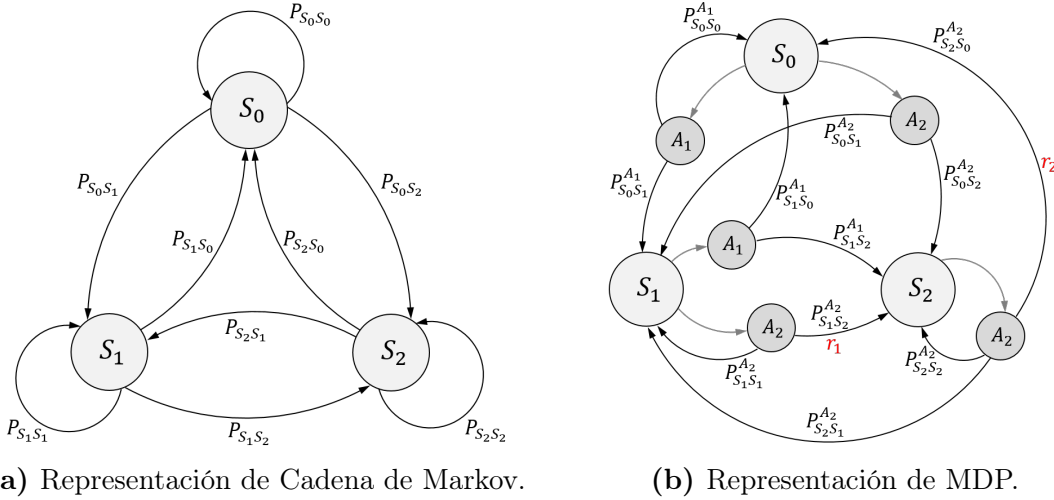 P_{S_0S_0}
S_0
P_{S_0S_1}
P_{S_0S_2}
P_{S_1S_0}
P_{S_2S_0}
P_{S_2S_1}
S_1
S_2
P_{S_1S_1}
P_{S_1S_2}
P_{S_2S_2}
a) Representación de Cadena de Markov.
P^{A_1}_{S_0S_0}
P^{A_2}_{S_2S_0}
S_0
A_1
A_2
P^{A_2}_{S_0S_1}
P^{A_1}_{S_0S_1}
P^{A_1}_{S_1S_0}
P^{A_2}_{S_0S_2}
r_2
A_1
P^{A_1}_{S_1S_2}
S_1
S_2
A_2
P^{A_2}_{S_1S_2}
r_1
A_2
P^{A_2}_{S_1S_1}
P^{A_2}_{S_2S_2}
P^{A_2}_{S_2S_1}
(b) Representación de MDP.